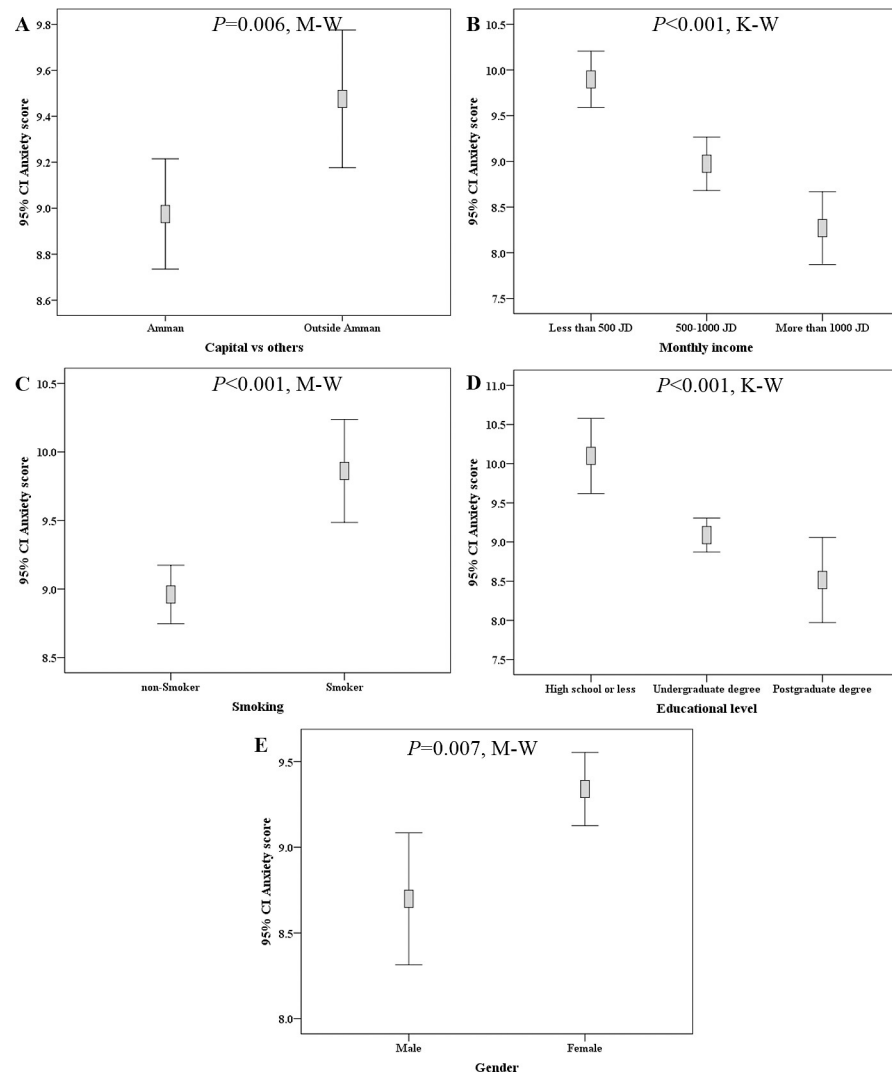 A
P=0.006, M-W
95% CI Anxiety score
9.8
9.6
9.4
9.2
9.0
8.8
8.6
Amman
Outside Amman
Capital vs others
B
P<0.001, K-W
95% CI Anxiety score
10.5
10.0
9.5
9.0
8.5
8.0
7.5
Less than 500 JD
500-1000 JD
More than 1000 JD
Monthly income
C
P<0.001, M-W
95% CI Anxiety score
10.5
10.0
9.5
9.0
8.5
non-Smoker
Smoker
Smoking
D
P<0.001, K-W
95% CI Anxiety score
11.0
10.5
10.0
9.5
9.0
8.5
8.0
7.5
High school or less
Undergraduate degree
Postgraduate degree
Educational level
E
P=0.007, M-W
95% CI Anxiety score
9.5
9.0
8.5
8.0
Male
Female
Gender